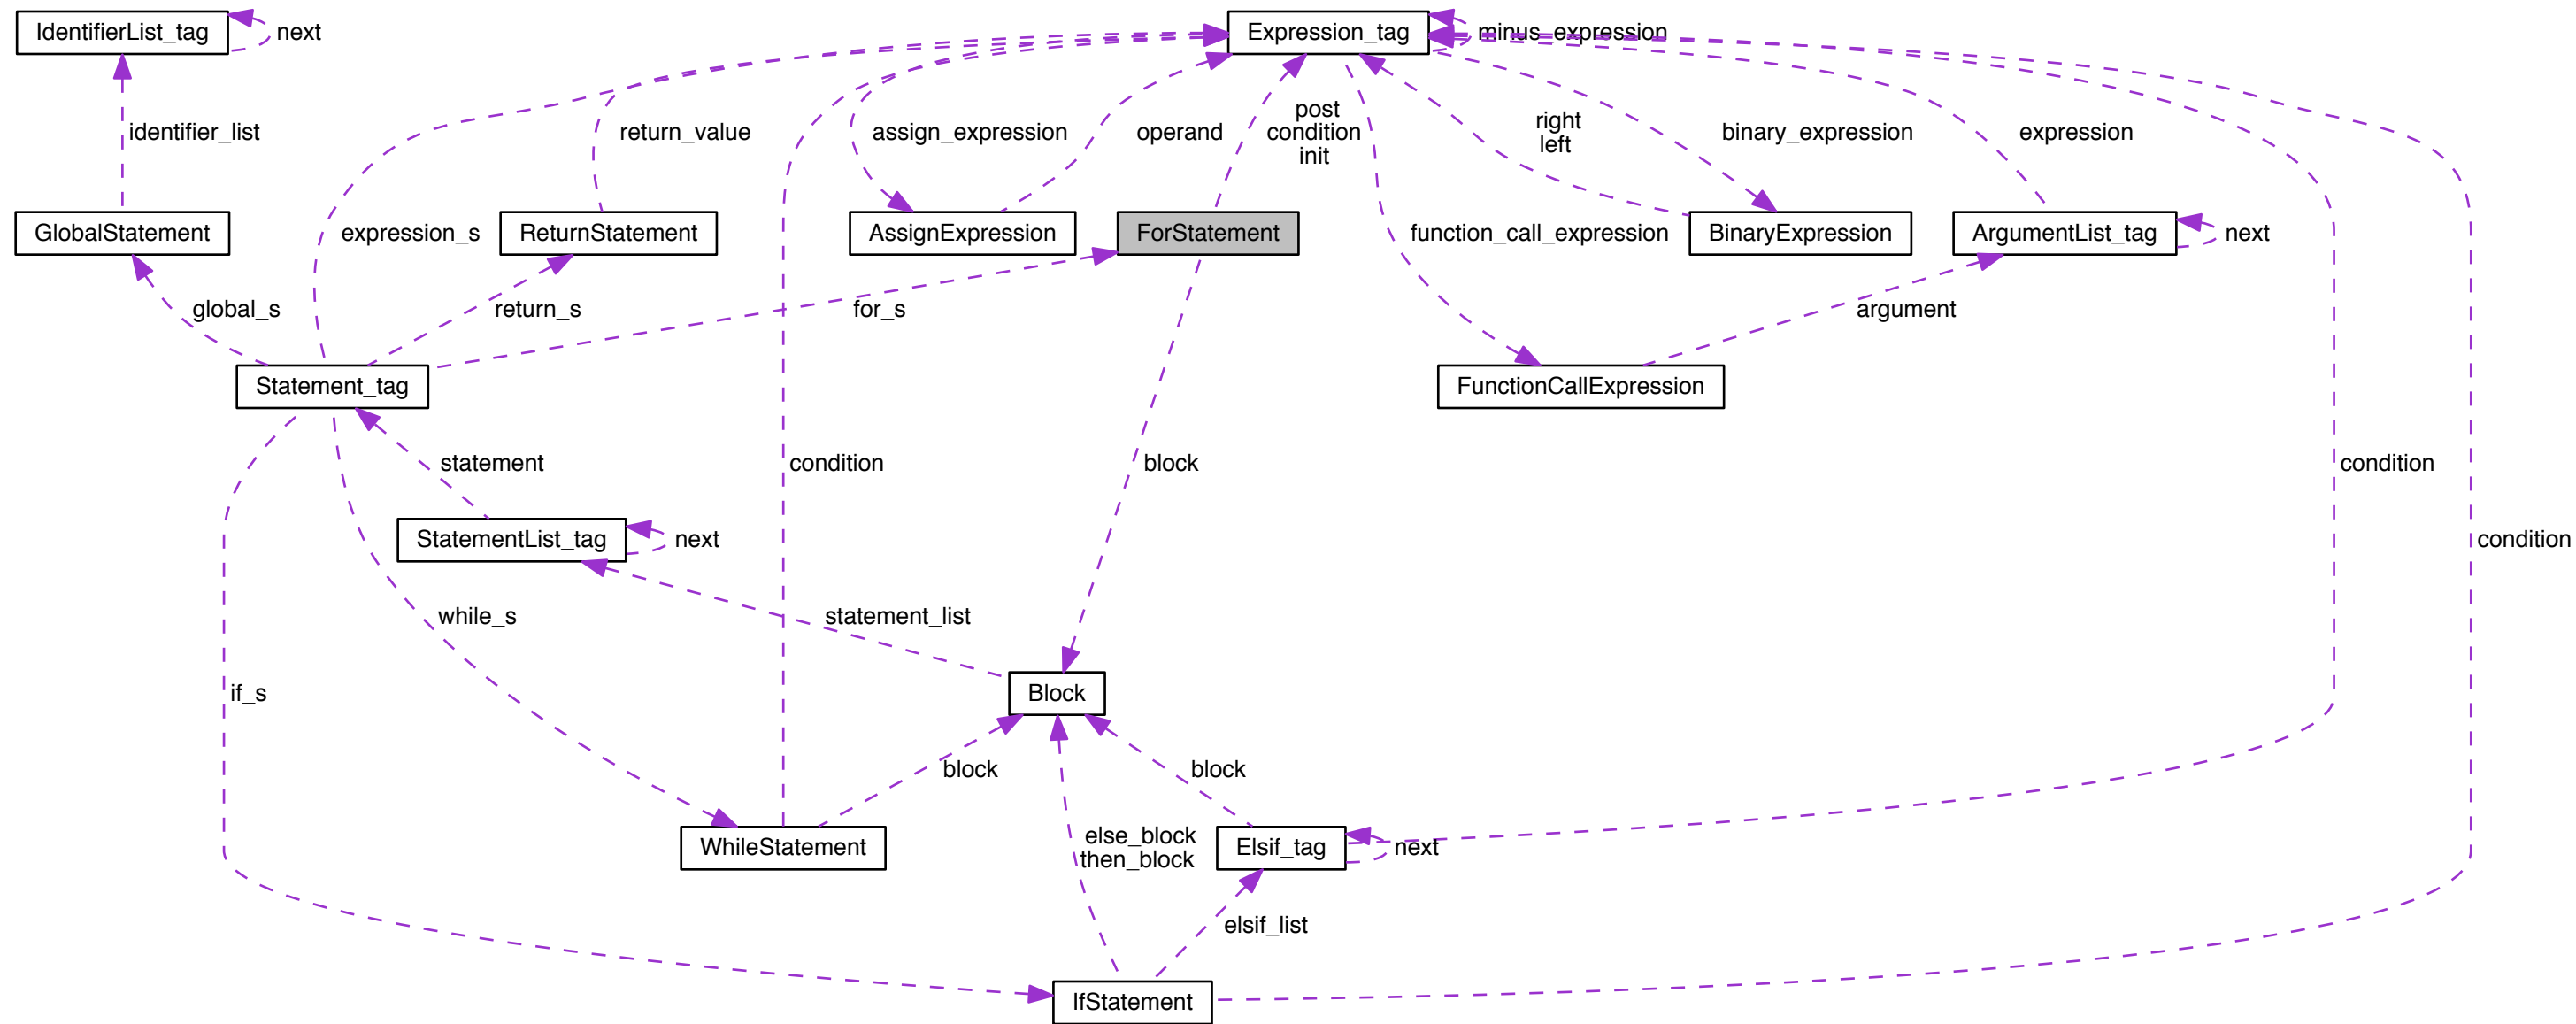 IdentifierList_tag
next
Expression_tag
minus_expression
identifier_list
return_value
assign_expression
operand
post
condition
init
right
left
binary_expression
expression
GlobalStatement
expression_s
ReturnStatement
AssignExpression
ForStatement
function_call_expression
BinaryExpression
ArgumentList_tag
next
global_s
return_s
for_s
argument
Statement_tag
FunctionCallExpression
statement
condition
block
condition
StatementList_tag
next
condition
while_s
statement_list
if_s
Block
block
block
else_block
then_block
WhileStatement
Elsif_tag
next
elsif_list
IfStatement